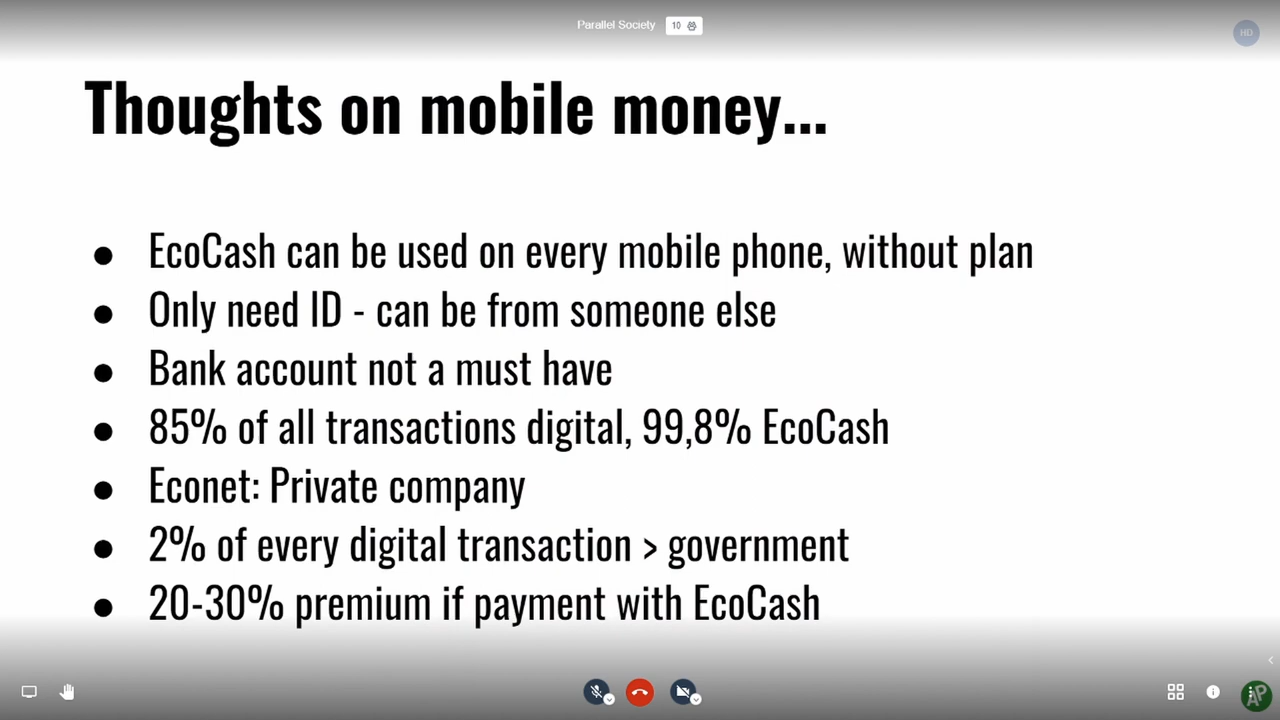 Parallel Society 10
HD
Thoughts on mobile money...
● EcoCash can be used on every mobile phone, without plan
● Only need ID - can be from someone else
● Bank account not a must have
● 85% of all transactions digital, 99,8% EcoCash
● Econet: Private company
● 2% of every digital transaction > government
● 20-30% premium if payment with EcoCash
AP